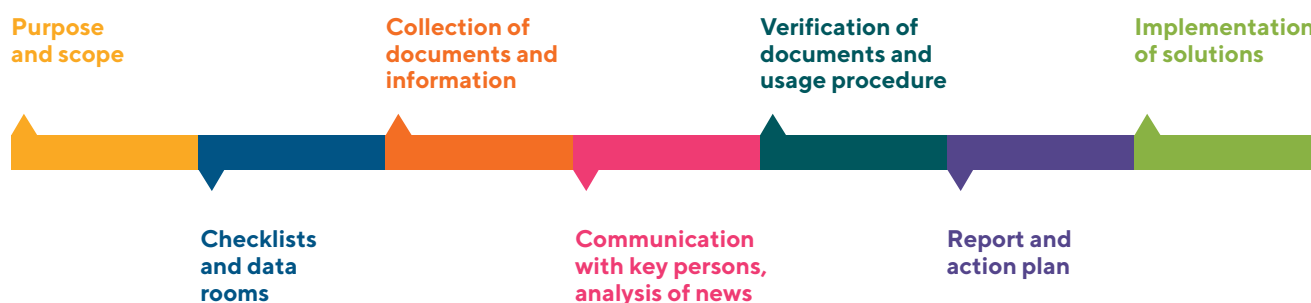 Purpose
and scope
Checklists
and data
rooms
Collection of
documents and
information
Communication
with key persons,
analysis of news
Verification of
documents and
usage procedure
Report and
action plan
Implementation
of solutions